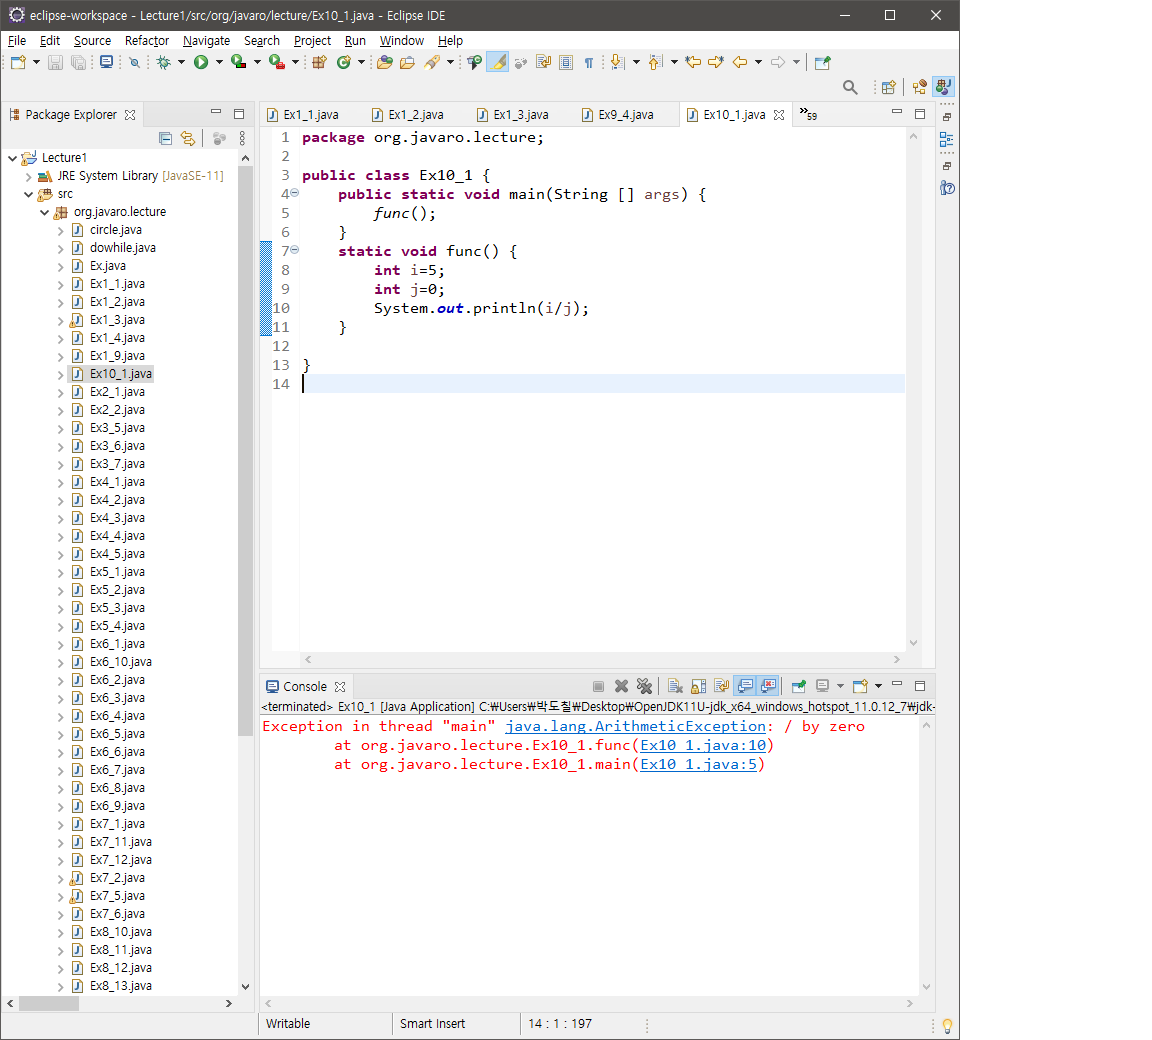 eclipse-workspace - Lecture1/src/org/javaro/lecture/Ex10_1.java - Eclipse IDE
File Edit Source Refactor Navigate Search Project Run Window Help
Package Explorer
Lecture1
JRE System Library [JavaSE-11]
src
org.javaro.lecture
circle.java
dowhile.java
Ex.java
Ex1_1.java
Ex1_2.java
Ex1_3.java
Ex1_4.java
Ex1_9.java
Ex10_1.java
Ex2_1.java
Ex2_2.java
Ex3_5.java
Ex3_6.java
Ex3_7.java
Ex4_1.java
Ex4_2.java
Ex4_3.java
Ex4_4.java
Ex4_5.java
Ex5_1.java
Ex5_2.java
Ex5_3.java
Ex5_4.java
Ex6_1.java
Ex6_10.java
Ex6_2.java
Ex6_3.java
Ex6_4.java
Ex6_5.java
Ex6_6.java
Ex6_7.java
Ex6_8.java
Ex6_9.java
Ex7_1.java
Ex7_11.java
Ex7_12.java
Ex7_2.java
Ex7_5.java
Ex7_6.java
Ex8_10.java
Ex8_11.java
Ex8_12.java
Ex8_13.java
Ex1_1.java Ex1_2.java Ex1_3.java Ex9_4.java Ex10_1.java »59
1 package org.javaro.lecture;
2
3 public class Ex10_1 {
4 public static void main(String [] args) {
5 func();
6 }
7 static void func() {
8 int i=5;
9 int j=0;
10 System.out.println(i/j);
11 }
12
13 }
14
Console
<terminated> Ex10_1 [Java Application] C:₩Users₩박도칠₩Desktop₩OpenJDK11U-jdk_x64_windows_hotspot_11.0.12_7₩jdk-
Exception in thread "main" java.lang.ArithmeticException: / by zero
at org.javaro.lecture.Ex10_1.func(Ex10_1.java:10)
at org.javaro.lecture.Ex10_1.main(Ex10_1.java:5)
Writable Smart Insert 14 : 1 : 197